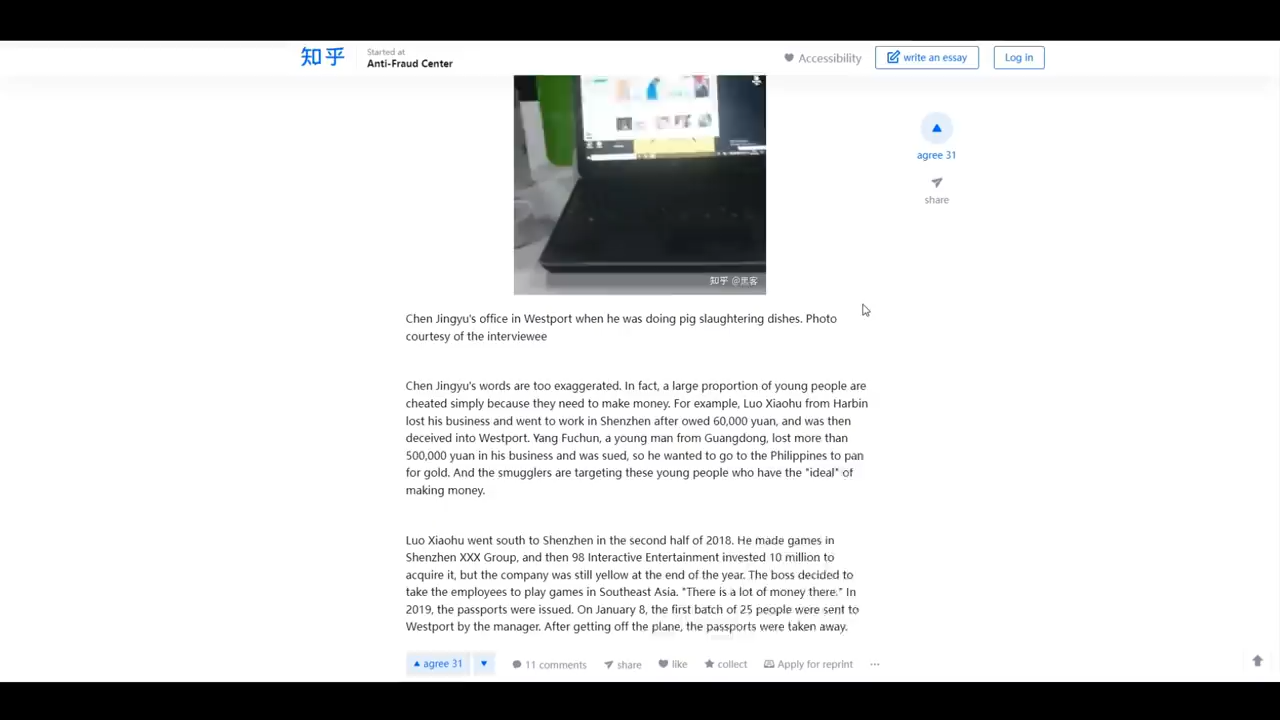 知乎
Started at
Anti-Fraud Center
Accessibility
write an essay
Log in
agree 31
share
知乎 @黑客
Chen Jingyu's office in Westport when he was doing pig slaughtering dishes. Photo
courtesy of the interviewee
Chen Jingyu's words are too exaggerated. In fact, a large proportion of young people are
cheated simply because they need to make money. For example, Luo Xiaohu from Harbin
lost his business and went to work in Shenzhen after owed 60,000 yuan, and was then
deceived into Westport. Yang Fuchun, a young man from Guangdong, lost more than
500,000 yuan in his business and was sued, so he wanted to go to the Philippines to pan
for gold. And the smugglers are targeting these young people who have the "ideal" of
making money.
Luo Xiaohu went south to Shenzhen in the second half of 2018. He made games in
Shenzhen XXX Group, and then 98 Interactive Entertainment invested 10 million to
acquire it, but the company was still yellow at the end of the year. The boss decided to
take the employees to play games in Southeast Asia. "There is a lot of money there." In
2019, the passports were issued. On January 8, the first batch of 25 people were sent to
Westport by the manager. After getting off the plane, the passports were taken away.
agree 31
11 comments
share
like
collect
Apply for reprint